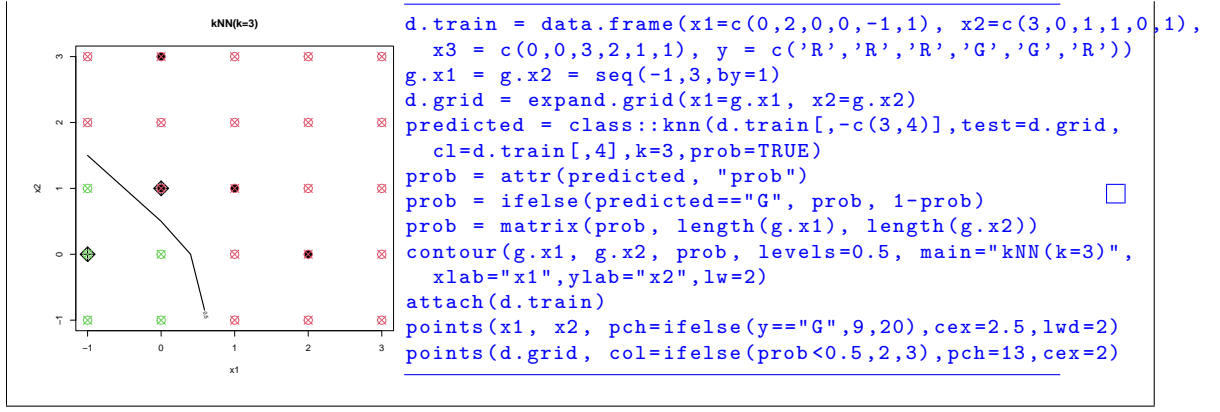 kNN(k=3)
3
2
1
0
−1
x2
0.5
−1 0 1 2 3
x1
d.train = data.frame(x1=c(0,2,0,0,-1,1), x2=c(3,0,1,1,0,1),
x3 = c(0,0,3,2,1,1), y = c('R','R','R','G','G','R'))
g.x1 = g.x2 = seq(-1,3,by=1)
d.grid = expand.grid(x1=g.x1, x2=g.x2)
predicted = class::knn(d.train[,-c(3,4)],test=d.grid,
cl=d.train[,4],k=3,prob=TRUE)
prob = attr(predicted, "prob")
prob = ifelse(predicted=="G", prob, 1-prob)
prob = matrix(prob, length(g.x1), length(g.x2))
contour(g.x1, g.x2, prob, levels=0.5, main="kNN(k=3)",
xlab="x1",ylab="x2",lw=2)
attach(d.train)
points(x1, x2, pch=ifelse(y=="G",9,20),cex=2.5,lwd=2)
points(d.grid, col=ifelse(prob<0.5,2,3),pch=13,cex=2)